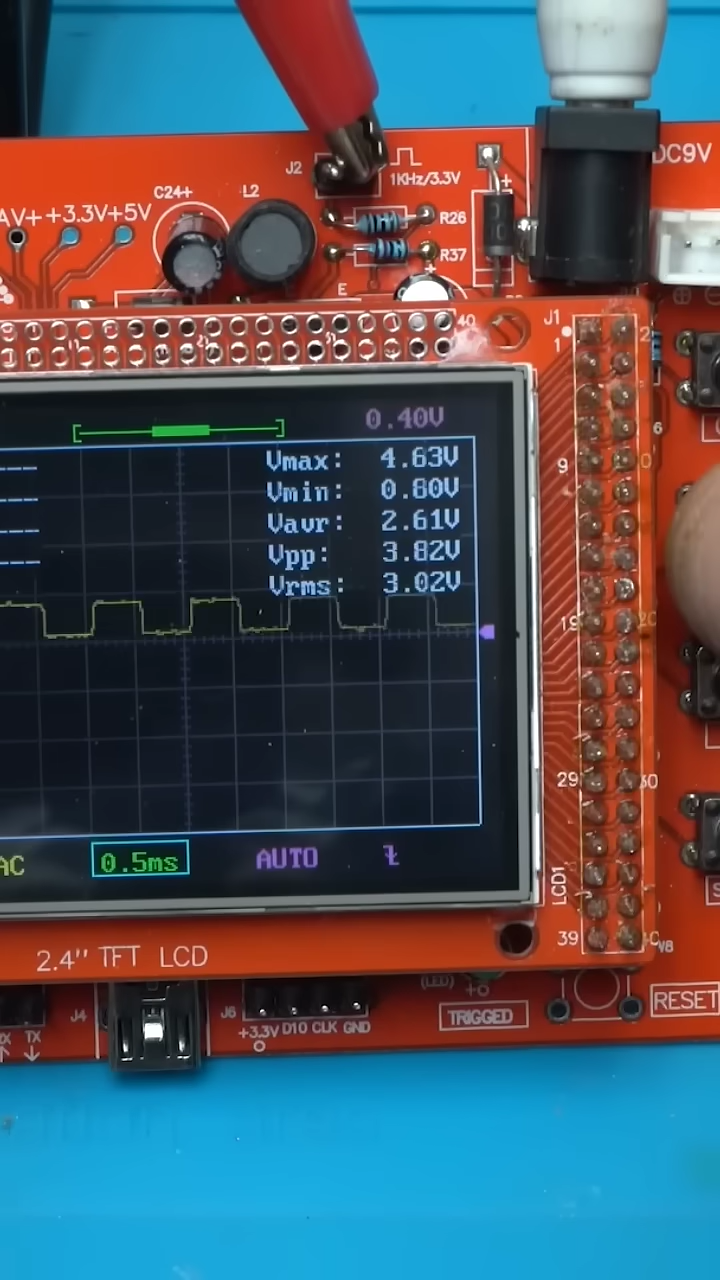 J2
1KHz/3.3V
DC9V
C24+
L2
AV+ +3.3V +5V
R26
R37
E
40
J1
1
2
0.40V
Vmax: 4.63V
Vmin: 0.80V
Vavr: 2.61V
Vpp: 3.82V
Vrms: 3.02V
9
19
20
29
30
AC
0.5ms
AUTO
LCD1
39
2.4" TFT LCD
J4
TX
J6
+3.3V D10 CLK GND
(LED)
TRIGGED
RESET